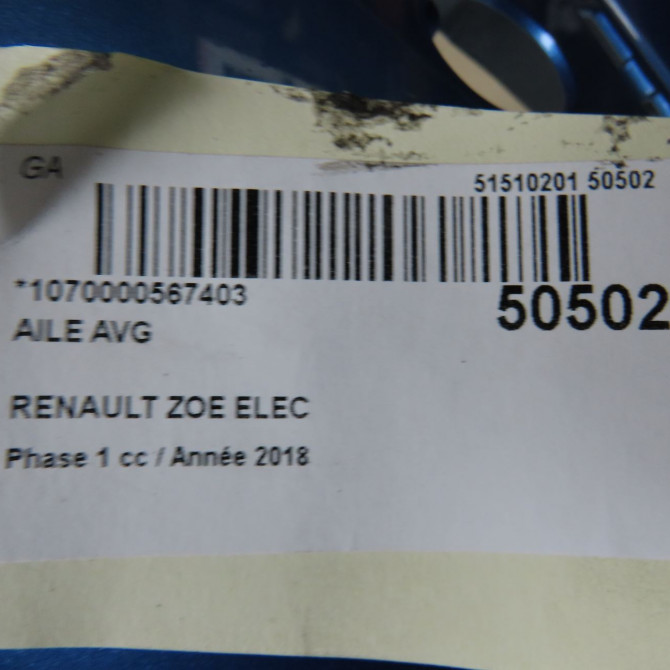 GA
51510201 50502
*1070000567403
50502
AILE AVG
RENAULT ZOE ELEC
Phase 1 cc / Année 2018